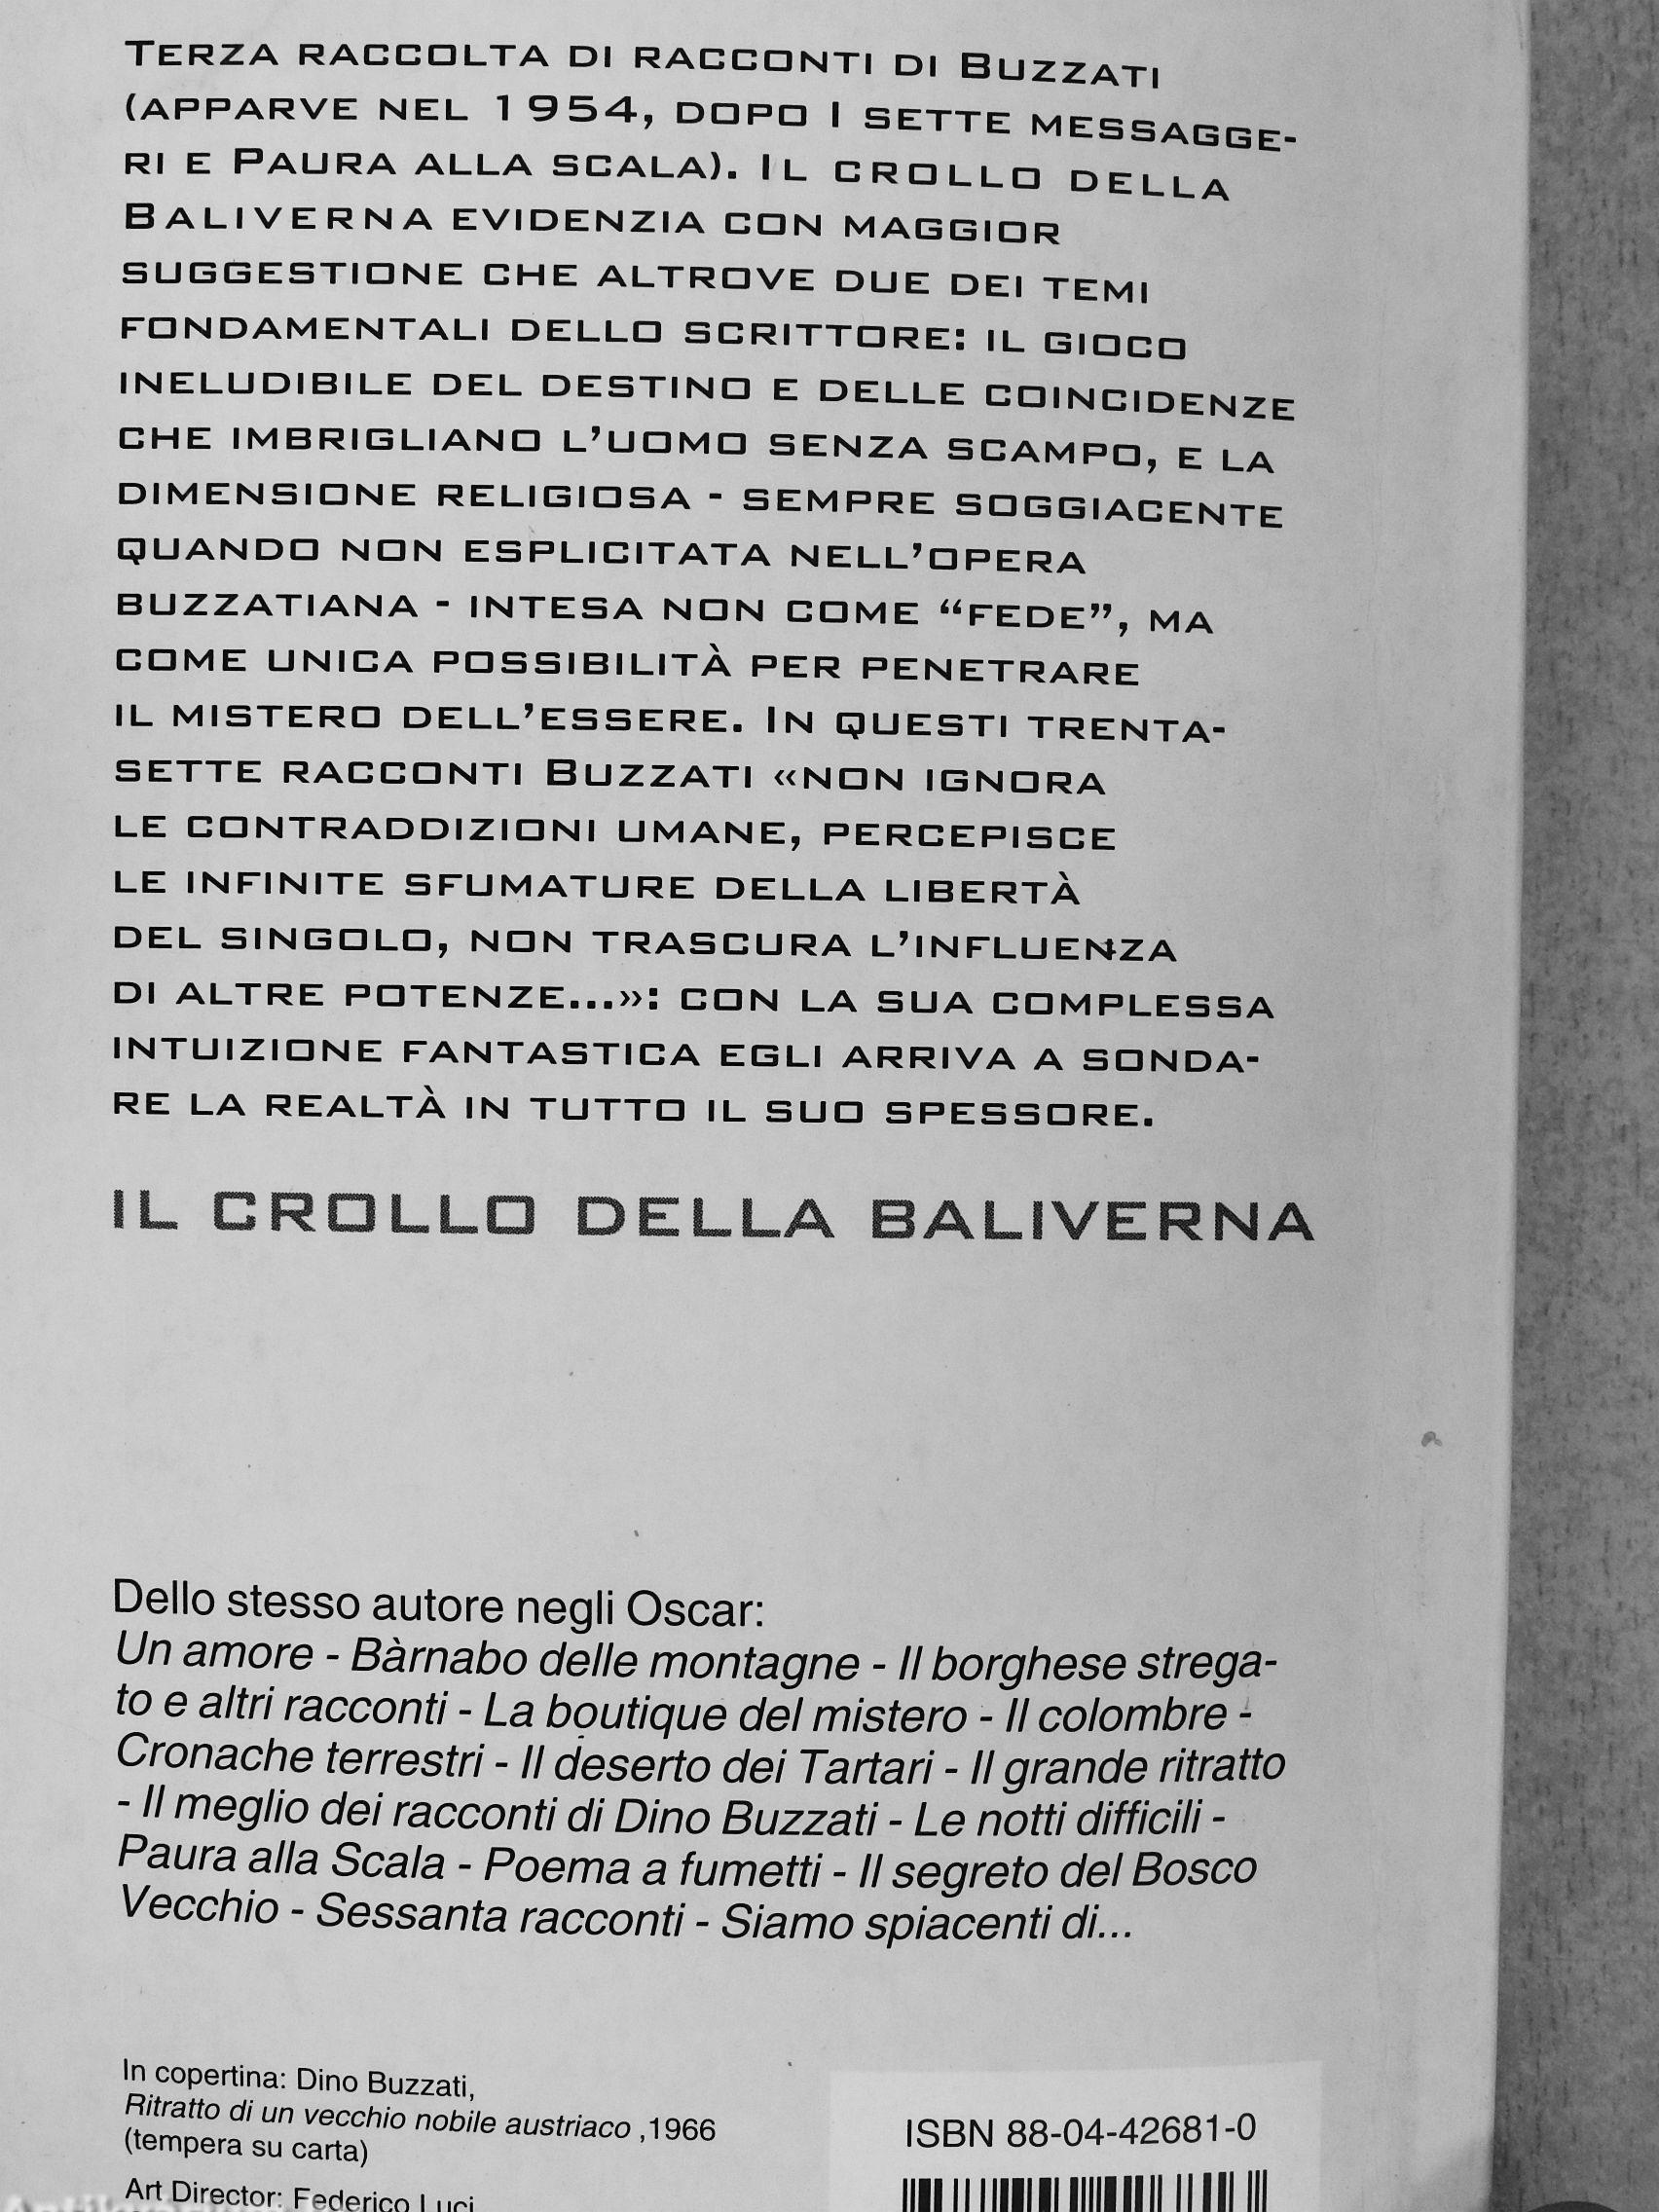 Terza raccolta di racconti di Buzzati
(apparve nel 1954, dopo I sette messagge-
ri e Paura alla scala). Il crollo della
Baliverna evidenzia con maggior
suggestione che altrove due dei temi
fondamentali dello scrittore: il gioco
ineludibile del destino e delle coincidenze
che imbrigliano l'uomo senza scampo, e la
dimensione religiosa - sempre soggiacente
quando non esplicitata nell'opera
buzzatiana - intesa non come “fede”, ma
come unica possibilità per penetrare
il mistero dell'essere. In questi trenta-
sette racconti Buzzati «non ignora
le contraddizioni umane, percepisce
le infinite sfumature della libertà
del singolo, non trascura l'influenza
di altre potenze...»: con la sua complessa
intuizione fantastica egli arriva a sonda-
re la realtà in tutto il suo spessore.
IL CROLLO DELLA BALIVERNA
Dello stesso autore negli Oscar:
Un amore - Bàrnabo delle montagne - Il borghese strega-
to e altri racconti - La boutique del mistero - Il colombre -
Cronache terrestri - Il deserto dei Tartari - Il grande ritratto
- Il meglio dei racconti di Dino Buzzati - Le notti difficili -
Paura alla Scala - Poema a fumetti - Il segreto del Bosco
Vecchio - Sessanta racconti - Siamo spiacenti di...
In copertina: Dino Buzzati,
Ritratto di un vecchio nobile austriaco ,1966
(tempera su carta)
Art Director: Federico Luci
ISBN 88-04-42681-0